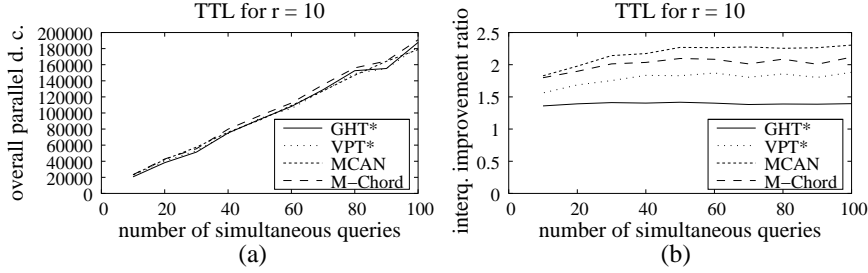 TTL for r = 10
overall parallel d. c.
200000
180000
160000
140000
120000
100000
80000
60000
40000
20000
0
0 20 40 60 80 100
GHT*
VPT*
MCAN
M-Chord
number of simultaneous queries
(a)
TTL for r = 10
interq. improvement ratio
2.5
2
1.5
1
0.5
0
0 20 40 60 80 100
GHT*
VPT*
MCAN
M-Chord
number of simultaneous queries
(b)